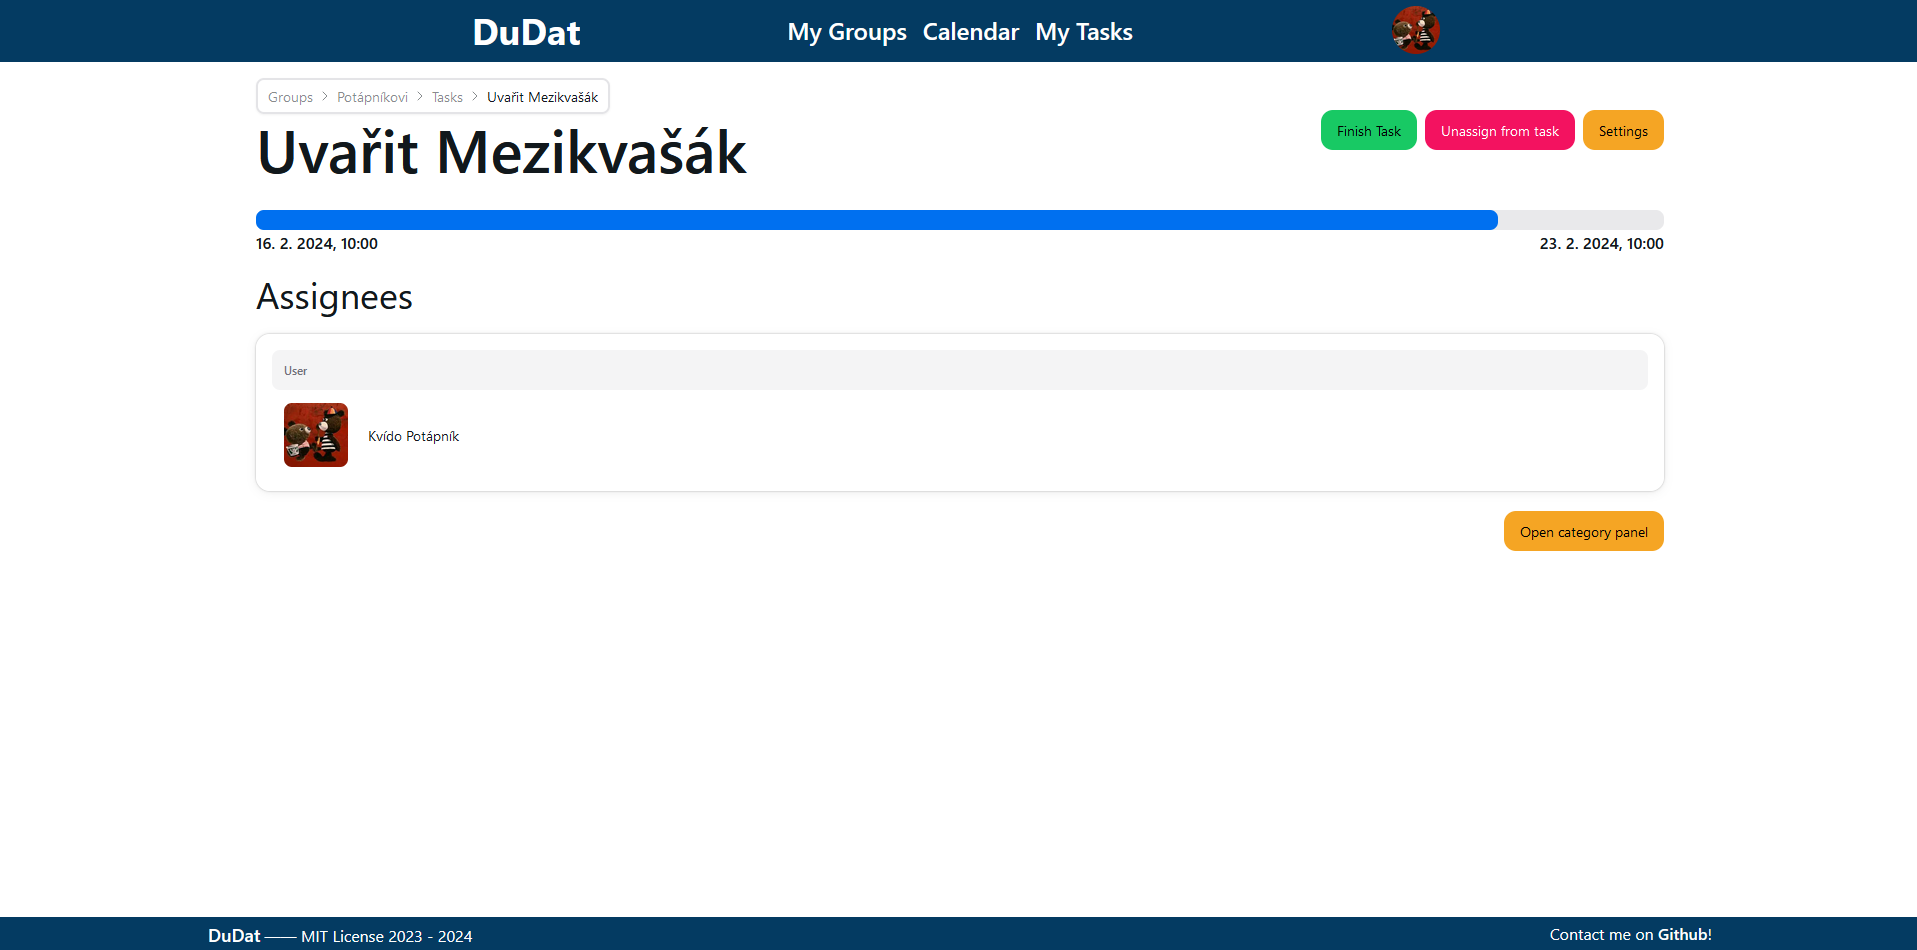 DuDat
My Groups Calendar My Tasks
Groups > Potápníkovi > Tasks > Uvařit Mezikvašák
Uvařit Mezikvašák
Finish Task
Unassign from task
Settings
16. 2. 2024, 10:00
23. 2. 2024, 10:00
Assignees
User
Kvído Potápník
Open category panel
DuDat —— MIT License 2023 - 2024
Contact me on Github!